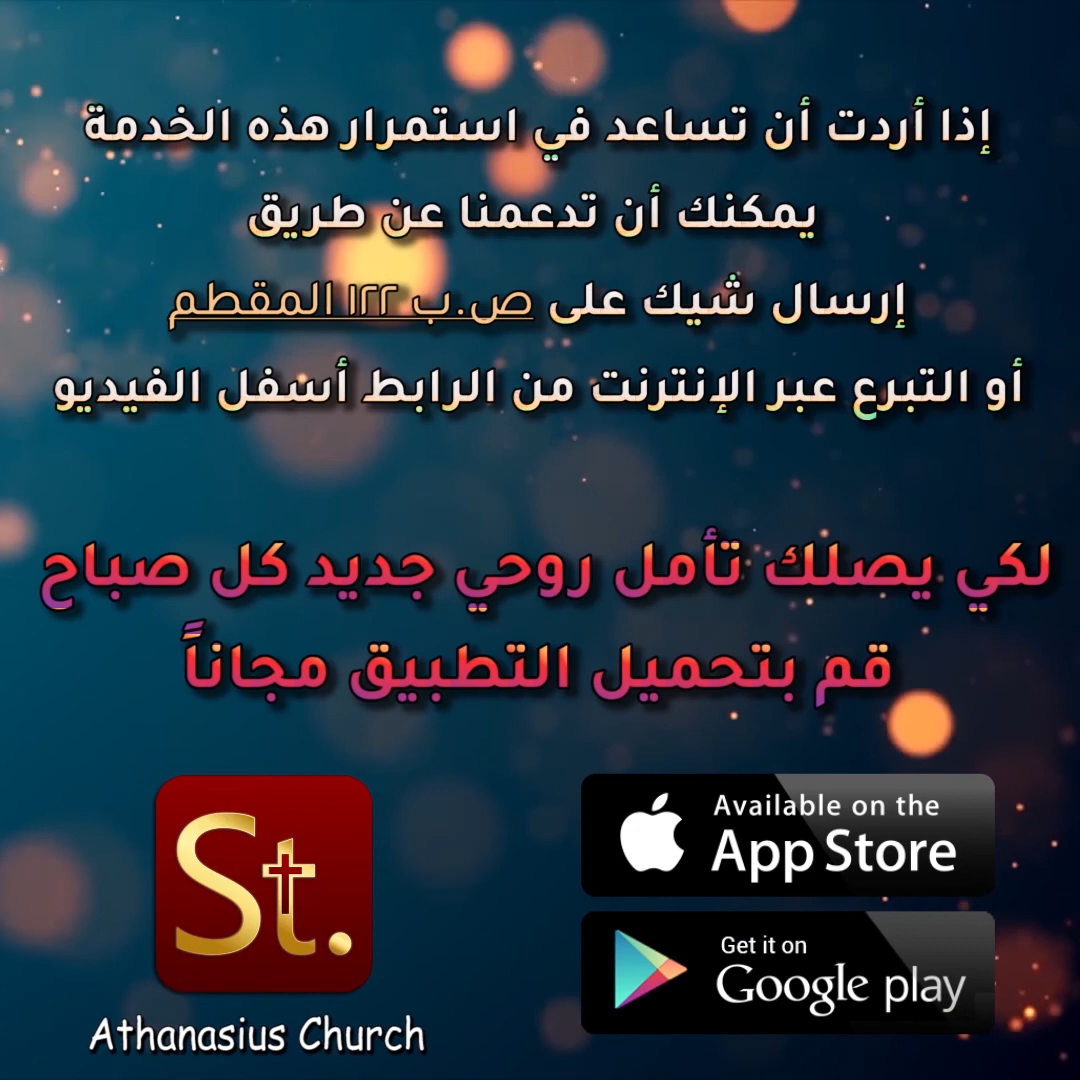 إذا أردت أن تساعد في استمرار هذه الخدمة
يمكنك أن تدعمنا عن طريق
إرسال شيك على ص.ب ١٢٢ المقطم
أو التبرع عبر الإنترنت من الرابط أسفل الفيديو
لكي يصلك تأمل روحي جديد كل صباح
قم بتحميل التطبيق مجاناً
St.
Athanasius Church
Available on the
App Store
Get it on
Google play